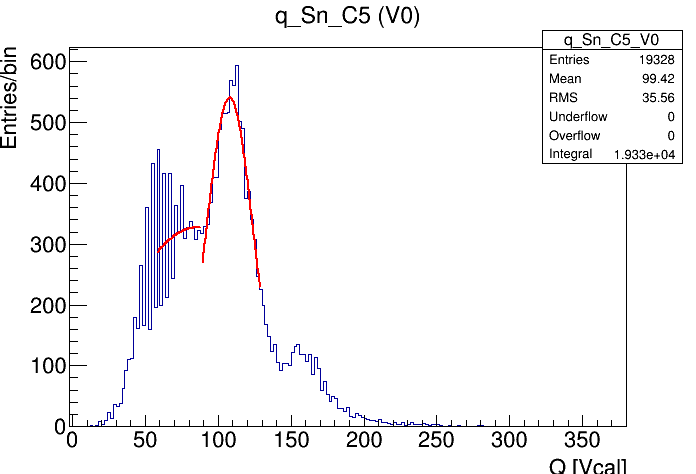 q_Sn_C5 (V0)
q_Sn_C5_V0
Entries 19328
Mean 99.42
RMS 35.56
Underflow 0
Overflow 0
Integral 1.933e+04
Entries/bin
600
500
400
300
200
100
0
0 50 100 150 200 250 300 350
Q [Vcal]